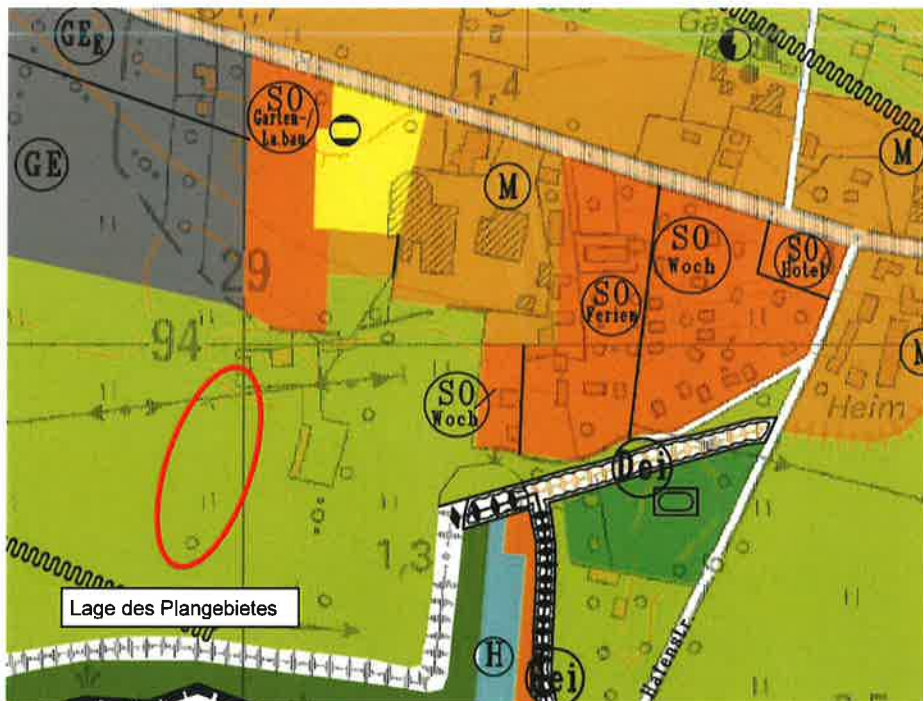 GE E
SO
Garten-/
La.bau
1,4
GE
M
M
SO
Woch
SO
Hotel
SO
Ferien
29
94
SO
Woch
Heim
Dei
1,3
Lage des Plangebietes
H
Hafenstr.